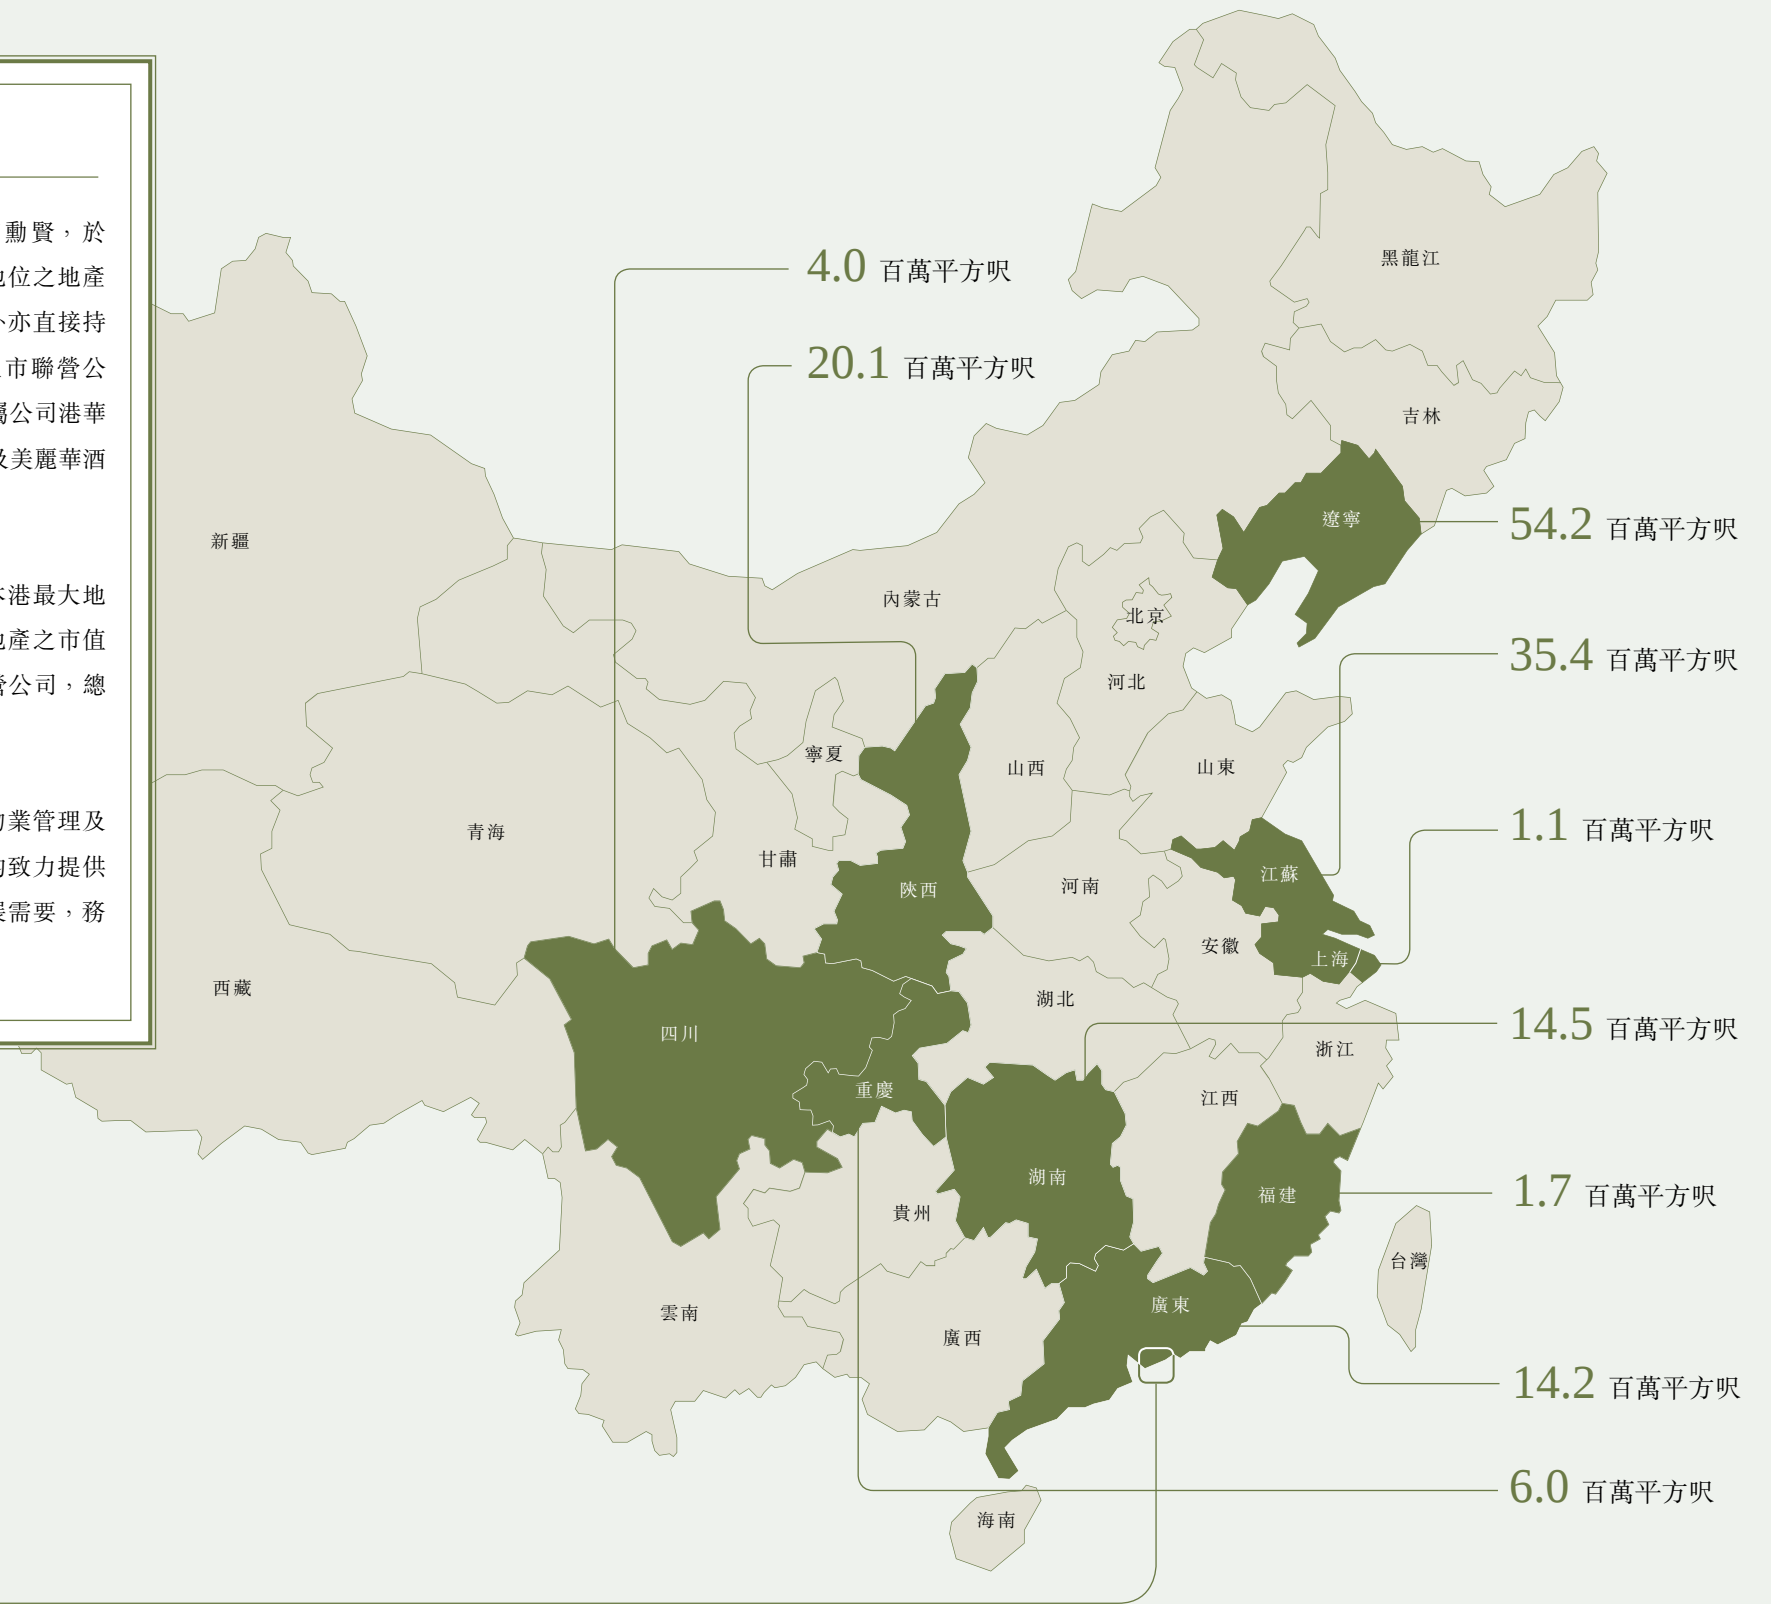 勳賢，於
位之地產
亦直接持
市聯營公
公司港華
及美麗華酒
港最大地
產之市值
公司，總
業管理及
致力提供
需要，務
4.0 百萬平方呎
20.1 百萬平方呎
54.2 百萬平方呎
35.4 百萬平方呎
1.1 百萬平方呎
14.5 百萬平方呎
1.7 百萬平方呎
14.2 百萬平方呎
6.0 百萬平方呎
黑龍江
吉林
遼寧
新疆
內蒙古
北京
河北
寧夏
山西
山東
青海
甘肅
陝西
河南
江蘇
安徽
上海
西藏
湖北
四川
浙江
重慶
江西
湖南
福建
貴州
台灣
雲南
廣東
廣西
海南